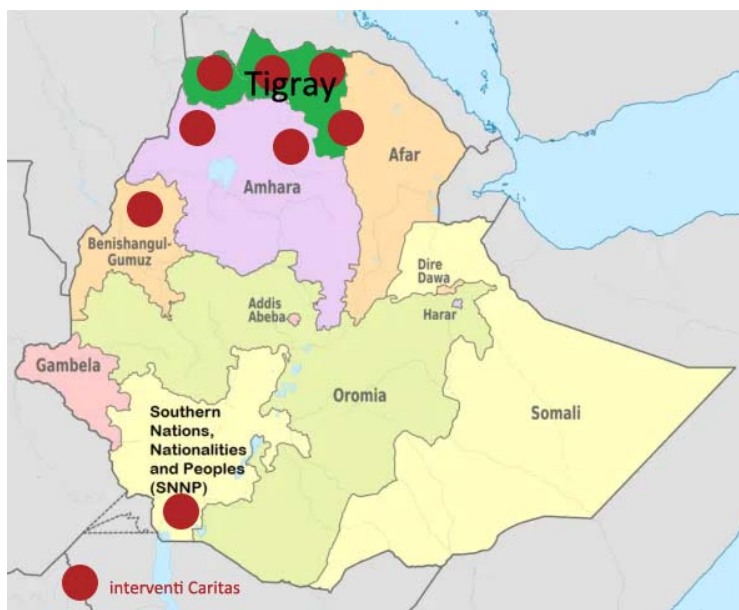 Tigray
Afar
Amhara
Benishangul-
Gumuz
Dire
Dawa
Addis
Abeba
Harar
Gambela
Oromia
Somali
Southern
Nations,
Nationalities
and Peoples
(SNNP)
interventi Caritas